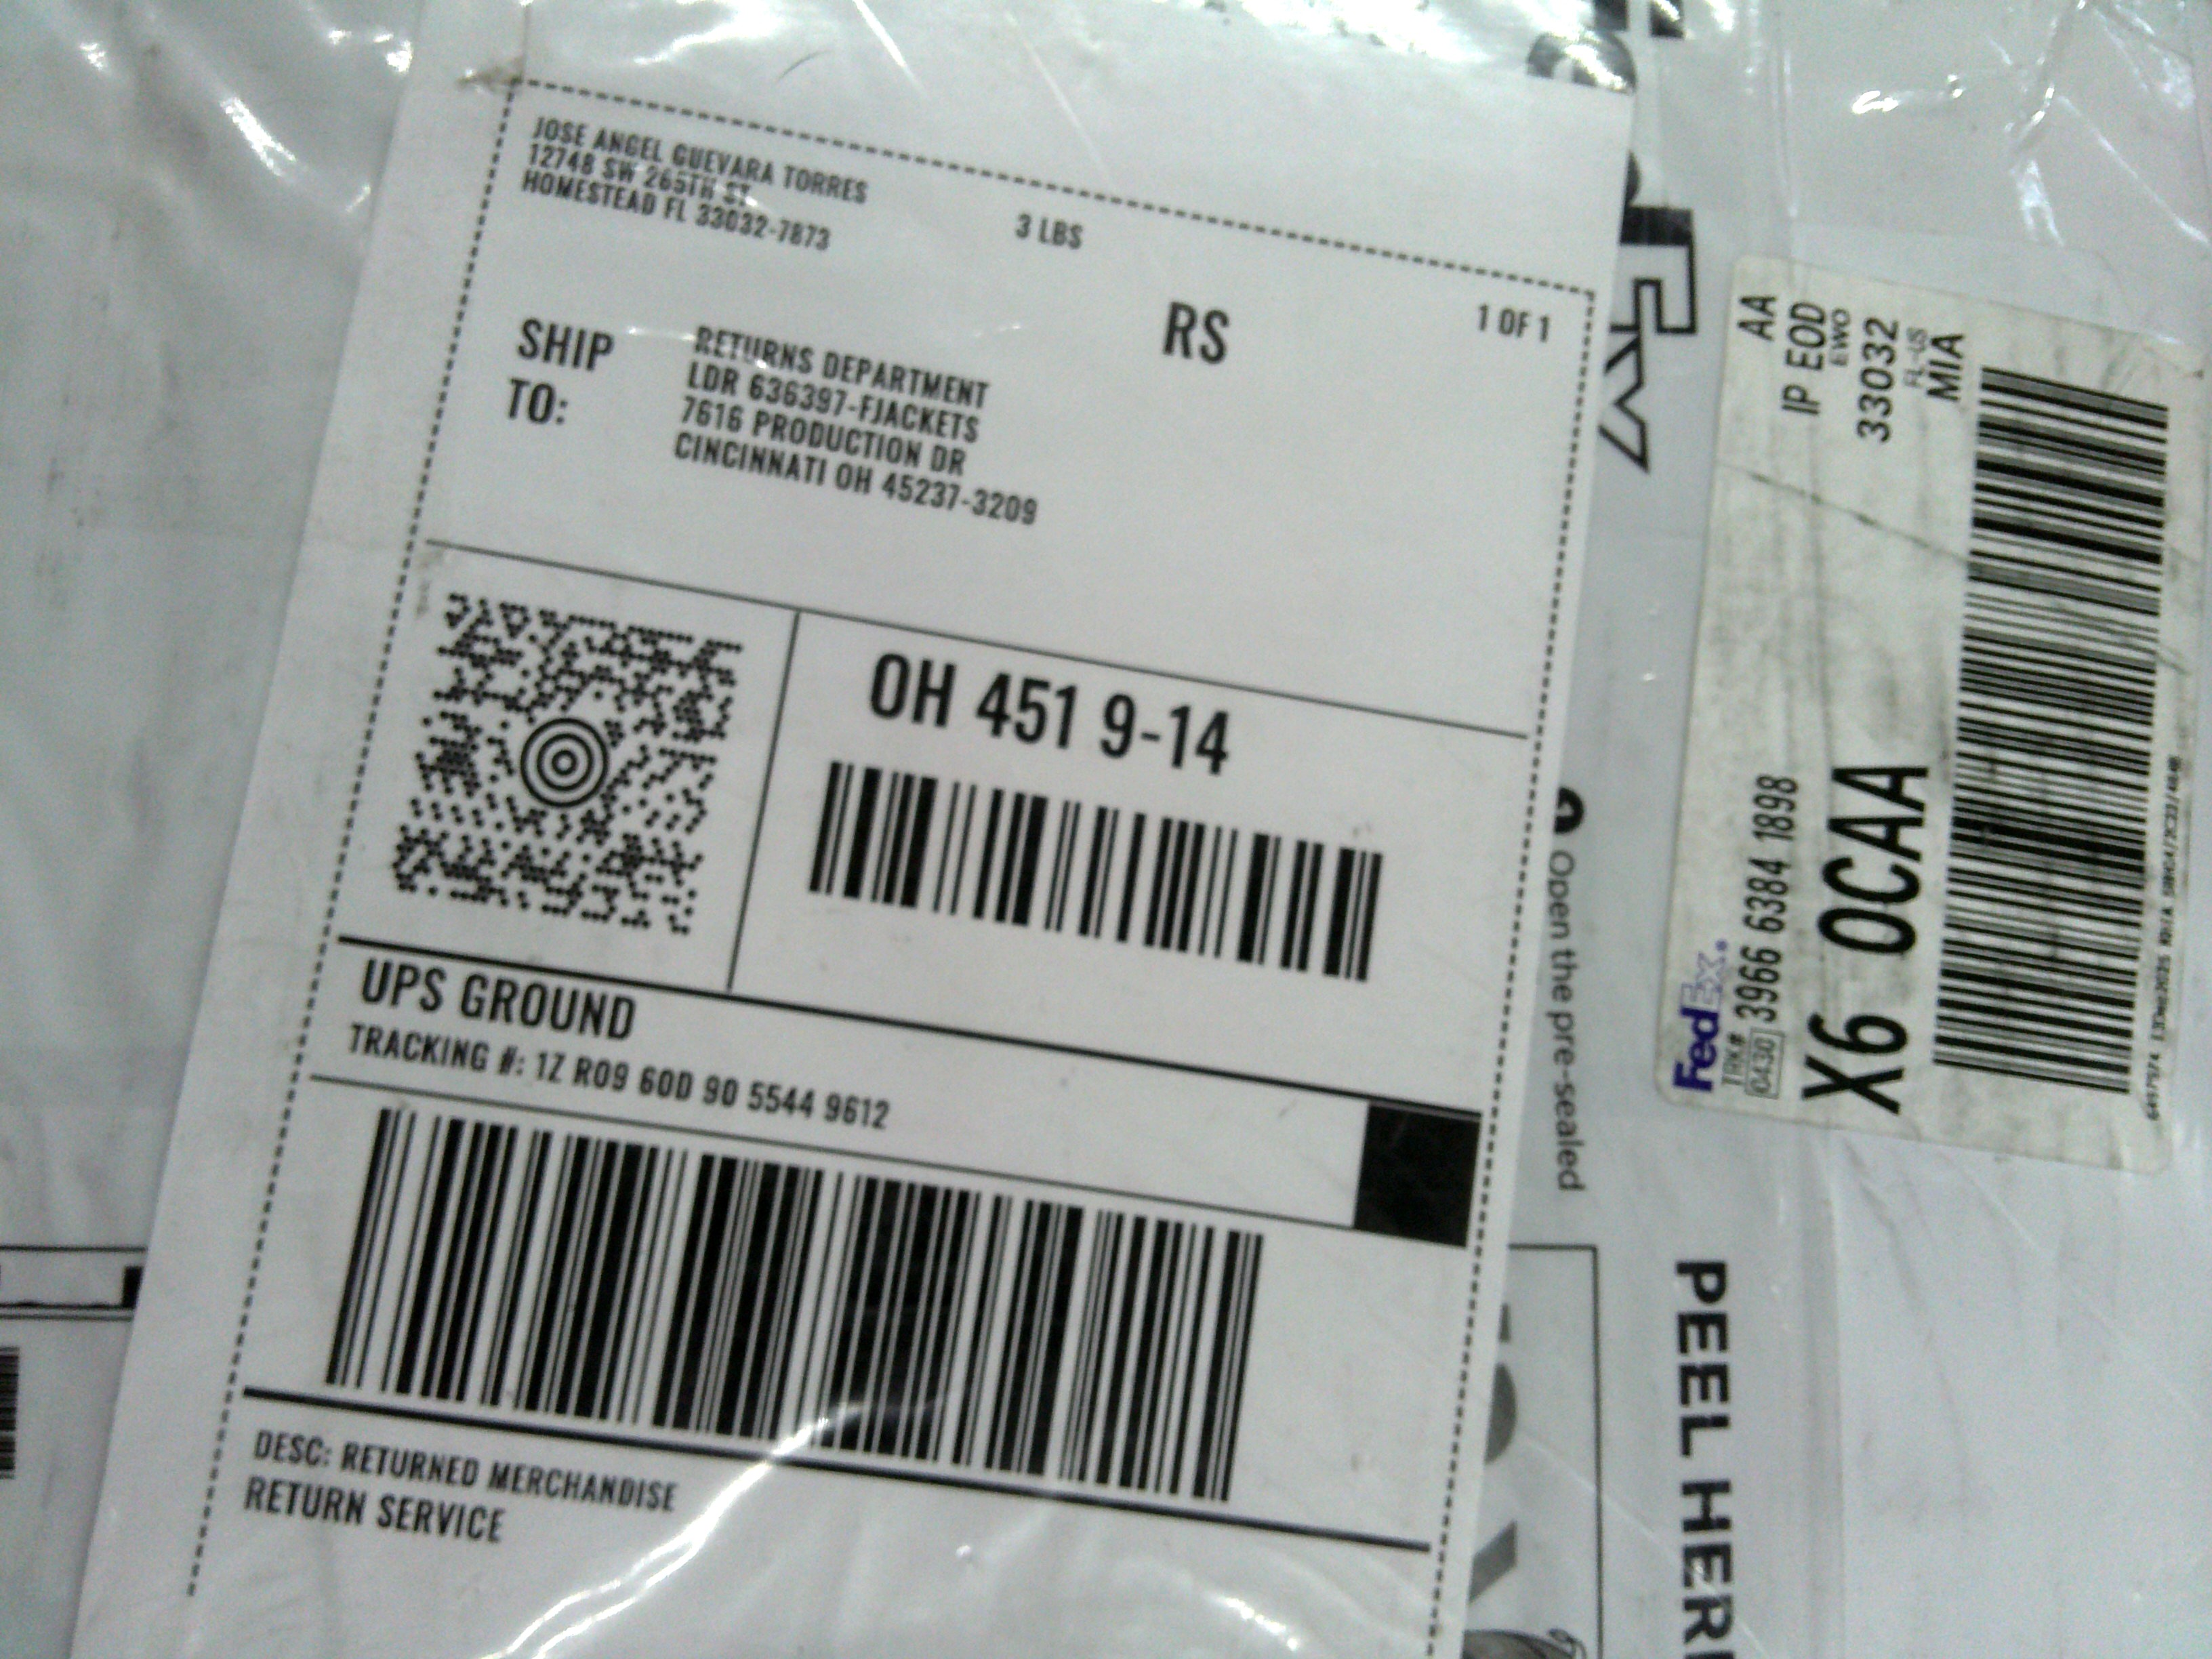 JOSE ANGEL GUEVARA TORRES
12748 SW 265TH ST
HOMESTEAD FL 33032-7873
3 LBS
RS
1 OF 1
SHIP TO:
RETURNS DEPARTMENT
LDR 636397-FJACKETS
7616 PRODUCTION DR
CINCINNATI OH 45237-3209
OH 451 9-14
UPS GROUND
TRACKING #: 1Z R09 60D 90 5544 9612
DESC: RETURNED MERCHANDISE
RETURN SERVICE
Open the pre-sealed
PEEL HERE
FedEx
TRK# 3966 6384 1898
0430
X6 0CAA
AA
IP EOD
EWO
33032
FL-US
MIA